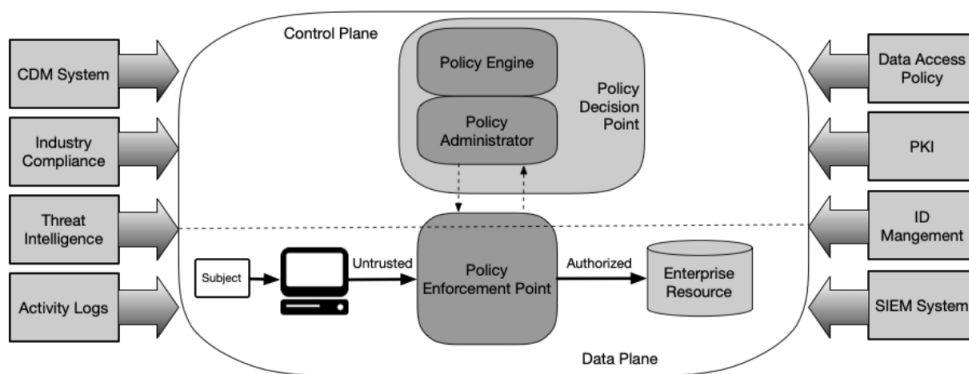 Control Plane
Policy Engine
Policy
Administrator
Policy
Decision
Point
CDM System
Industry
Compliance
Threat
Intelligence
Activity Logs
Data Access
Policy
PKI
ID
Mangement
SIEM System
Subject
Untrusted
Policy
Enforcement Point
Authorized
Enterprise
Resource
Data Plane